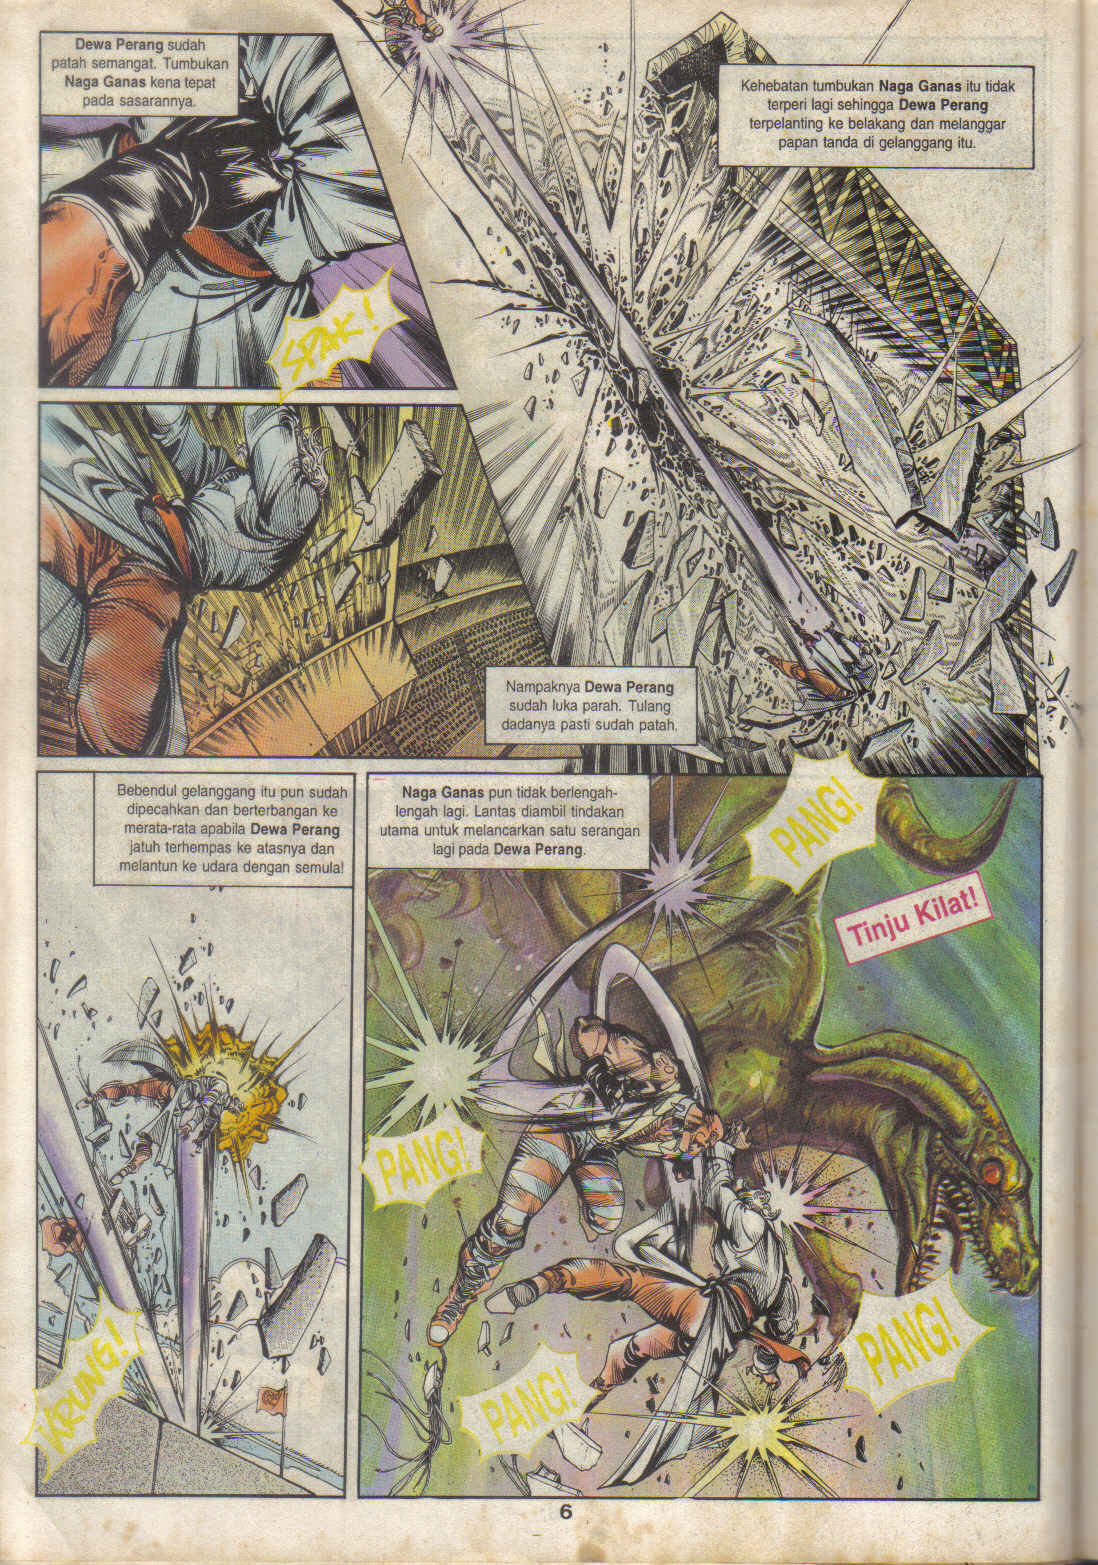 Dewa Perang sudah
patah semangat. Tumbukan
Naga Ganas kena tepat
pada sasarannya.
Kehebatan tumbukan Naga Ganas itu tidak
terperi lagi sehingga Dewa Perang
terpelanting ke belakang dan melanggar
papan tanda di gelanggang itu.
SPAK!
Nampaknya Dewa Perang
sudah luka parah. Tulang
dadanya pasti sudah patah.
Bebendul gelanggang itu pun sudah
dipecahkan dan berterbangan ke
merata-rata apabila Dewa Perang
jatuh terhempas ke atasnya dan
melantun ke udara dengan semula!
KRUNG!
Naga Ganas pun tidak berlengah-
lengah lagi. Lantas diambil tindakan
utama untuk melancarkan satu serangan
lagi pada Dewa Perang.
PANG!
Tinju Kilat!
PANG!
PANG!
PANG!
6